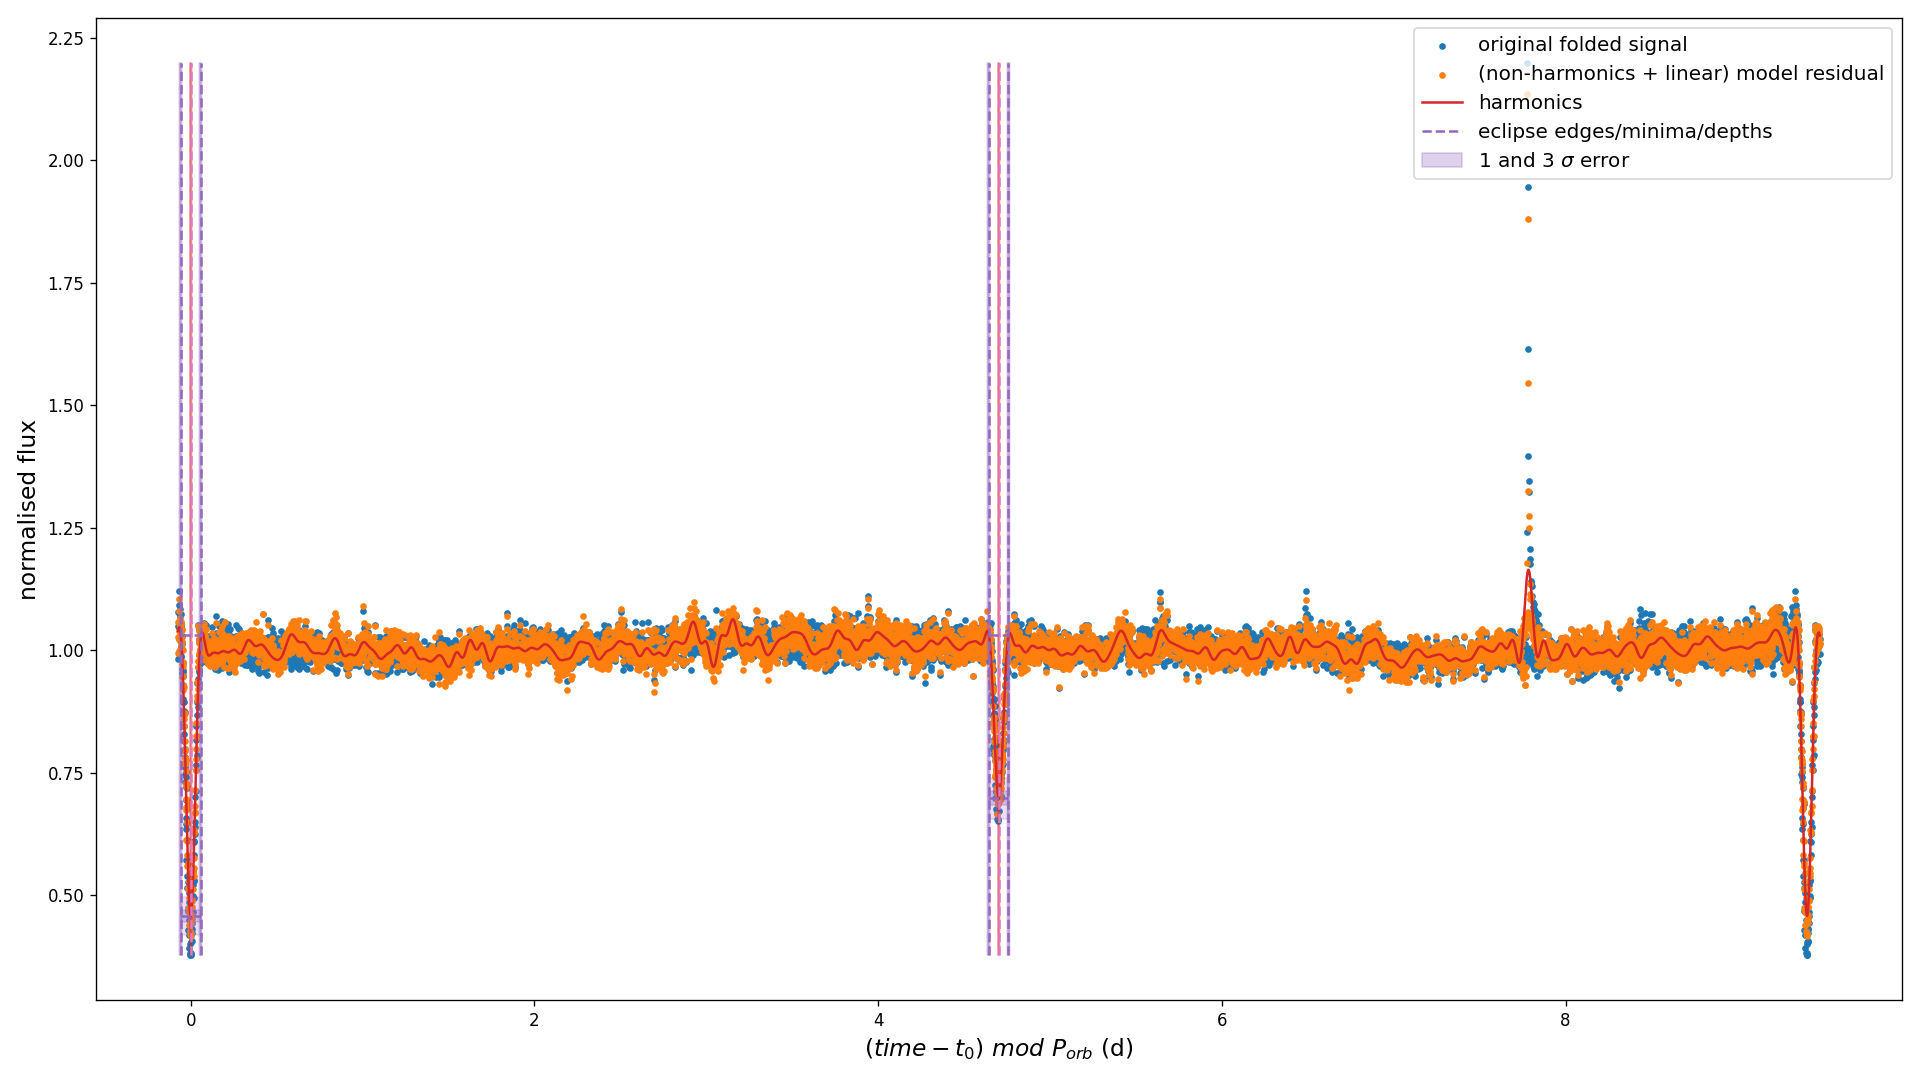 normalised flux
2.25
2.00
1.75
1.50
1.25
1.00
0.75
0.50
original folded signal
(non-harmonics + linear) model residual
harmonics
eclipse edges/minima/depths
1 and 3 σ error
0 2 4 6 8
(time − t₀) mod Pₒᵣb (d)